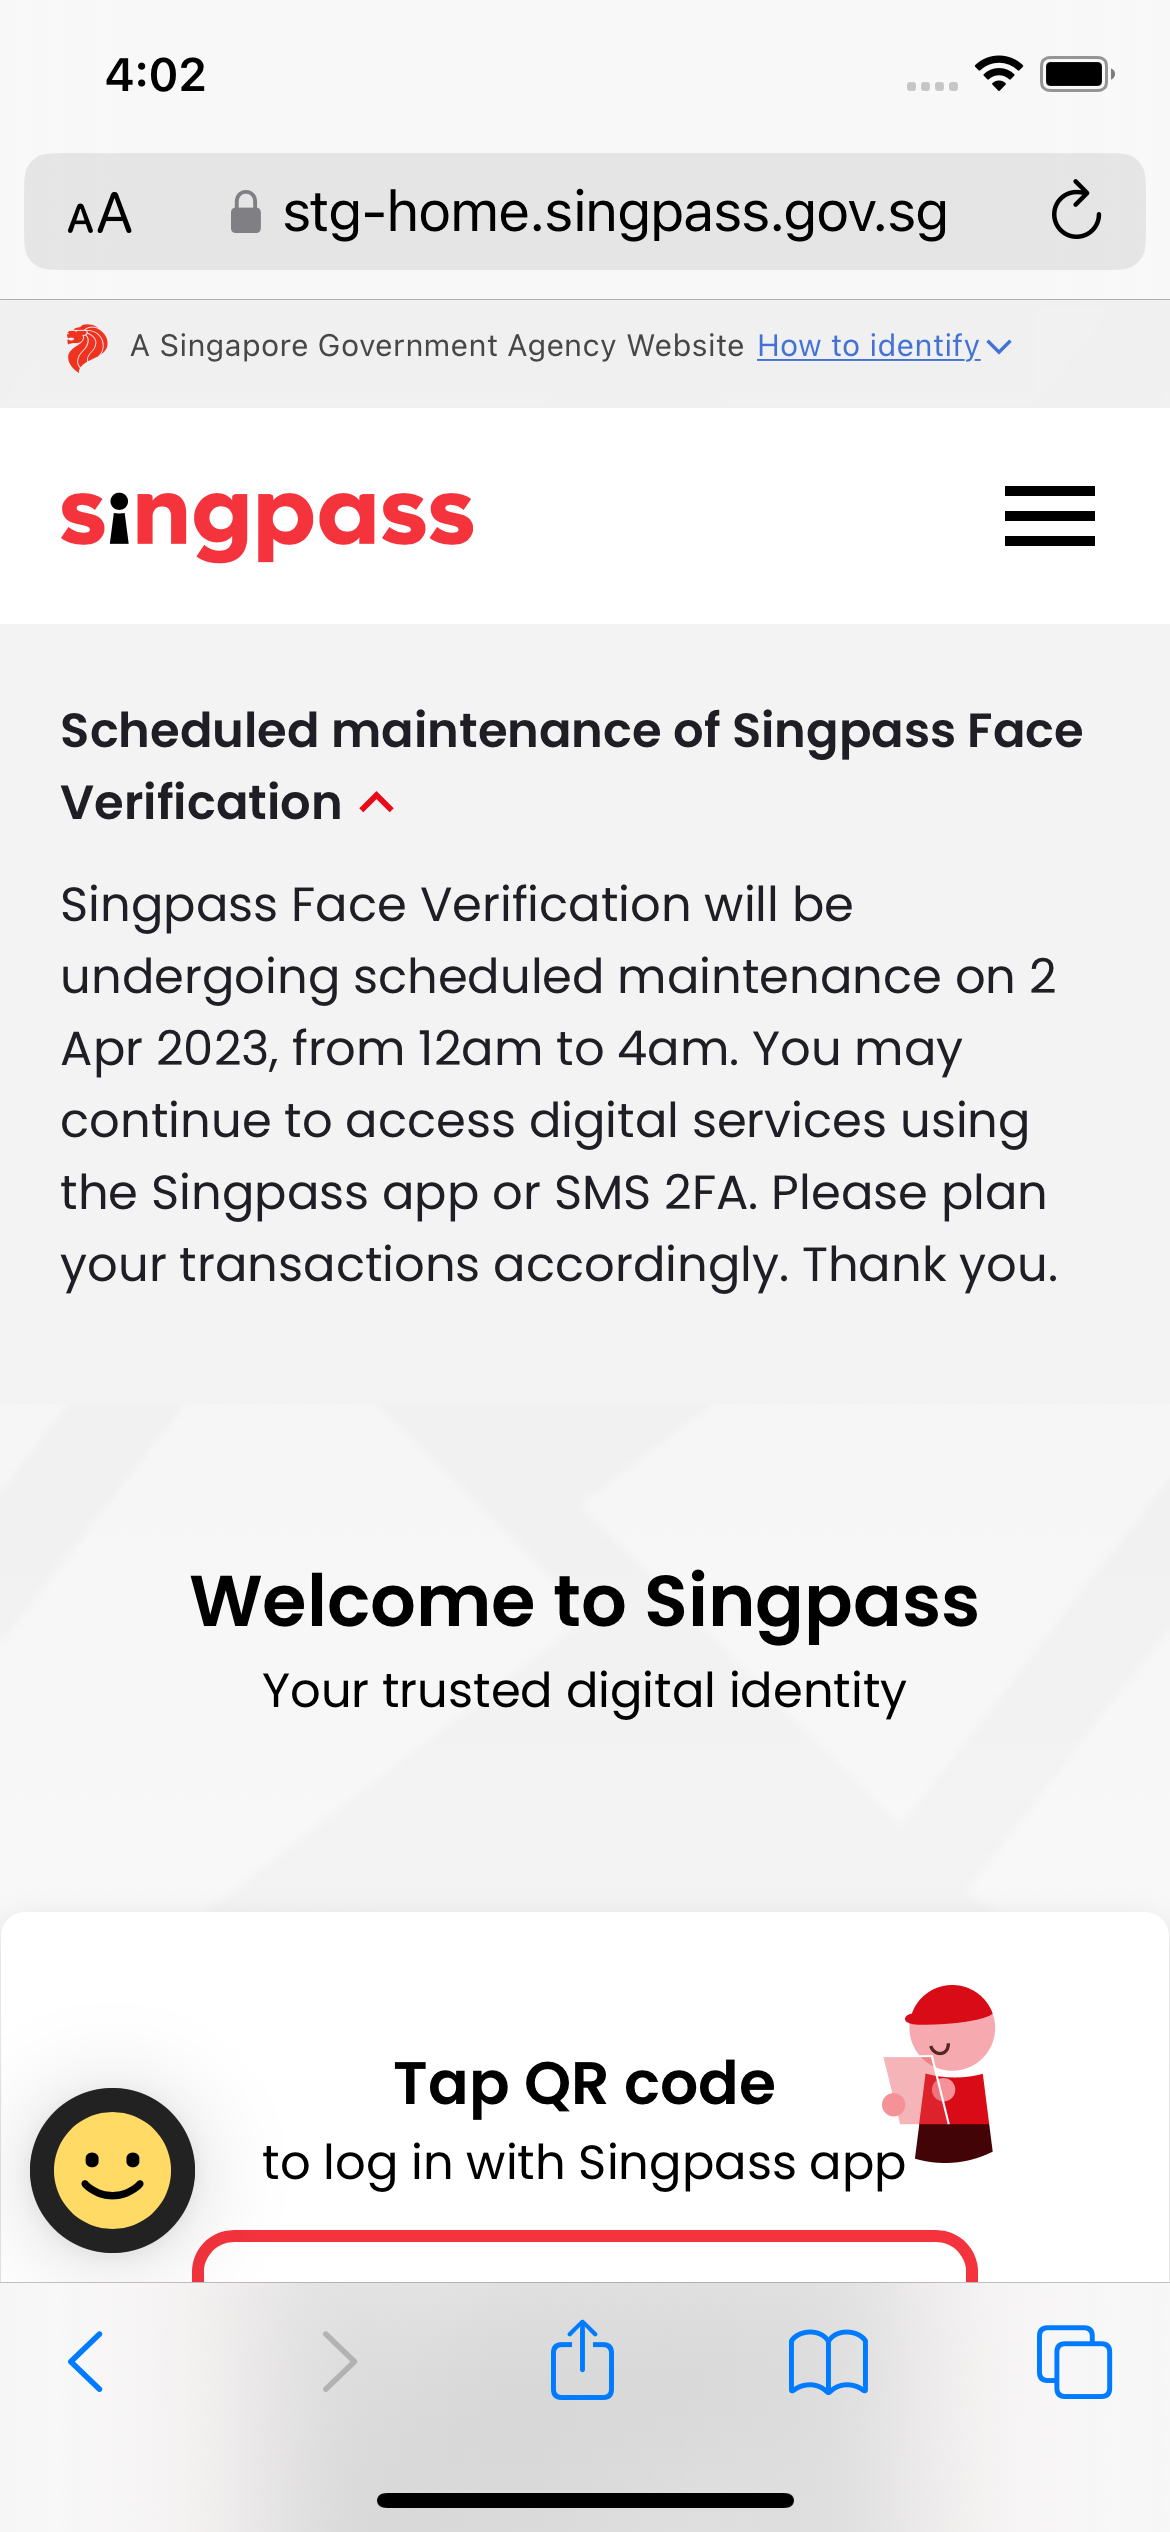 4:02
AA
stg-home.singpass.gov.sg
A Singapore Government Agency Website How to identify
singpass
Scheduled maintenance of Singpass Face
Verification
Singpass Face Verification will be
undergoing scheduled maintenance on 2
Apr 2023, from 12am to 4am. You may
continue to access digital services using
the Singpass app or SMS 2FA. Please plan
your transactions accordingly. Thank you.
Welcome to Singpass
Your trusted digital identity
Tap QR code
to log in with Singpass app